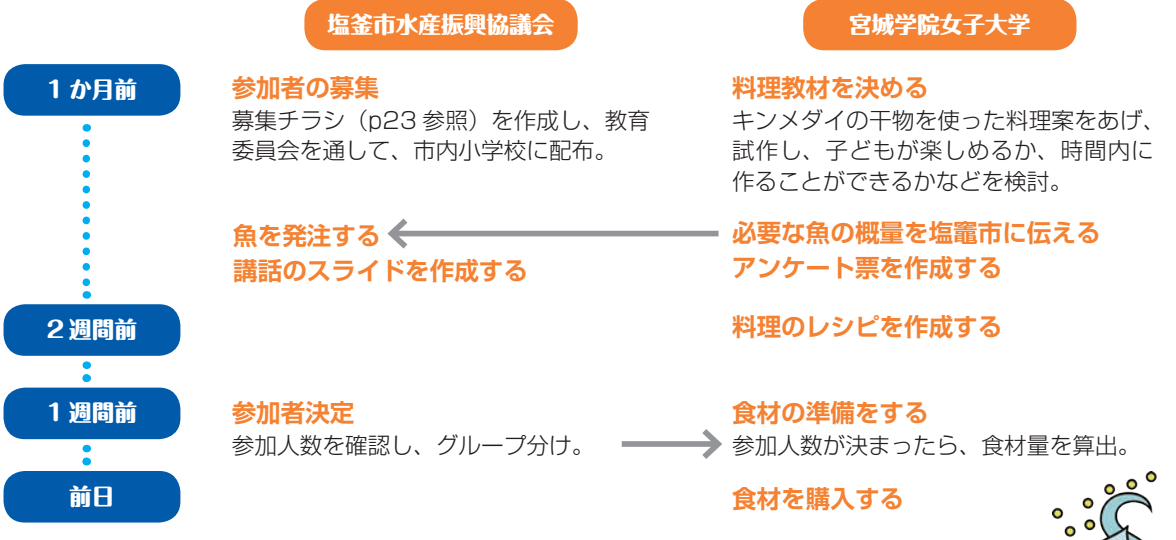 塩釜市水産振興協議会
宮城学院女子大学
1か月前
参加者の募集
募集チラシ（p23 参照）を作成し、教育
委員会を通して、市内小学校に配布。
料理教材を決める
キンメダイの干物を使った料理案をあげ、
試作し、子どもが楽しめるか、時間内に
作ることができるかなどを検討。
魚を発注する
講話のスライドを作成する
必要な魚の概量を塩竈市に伝える
アンケート票を作成する
2週間前
料理のレシピを作成する
1週間前
参加者決定
参加人数を確認し、グループ分け。
食材の準備をする
参加人数が決まったら、食材量を算出。
前日
食材を購入する